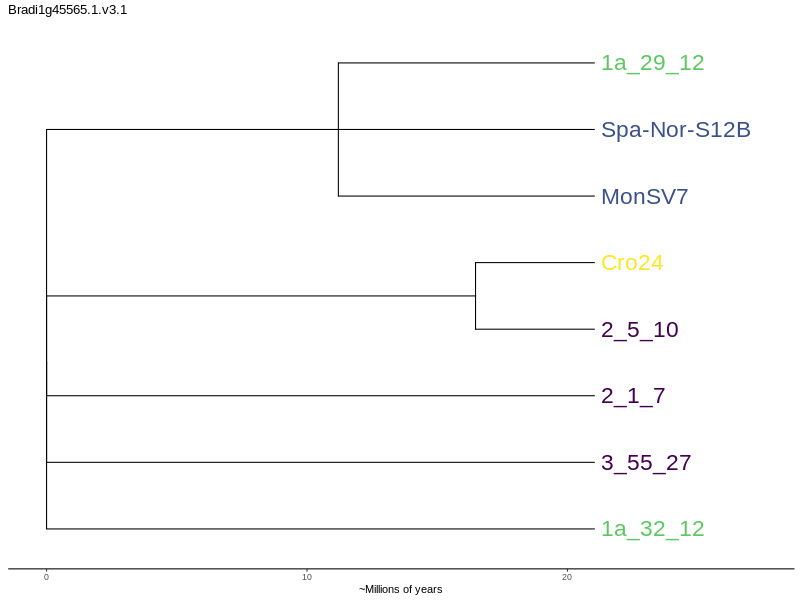 Bradi1g45565.1.v3.1
1a_29_12
Spa-Nor-S12B
MonSV7
Cro24
2_5_10
2_1_7
3_55_27
1a_32_12
0 10 20
~Millions of years